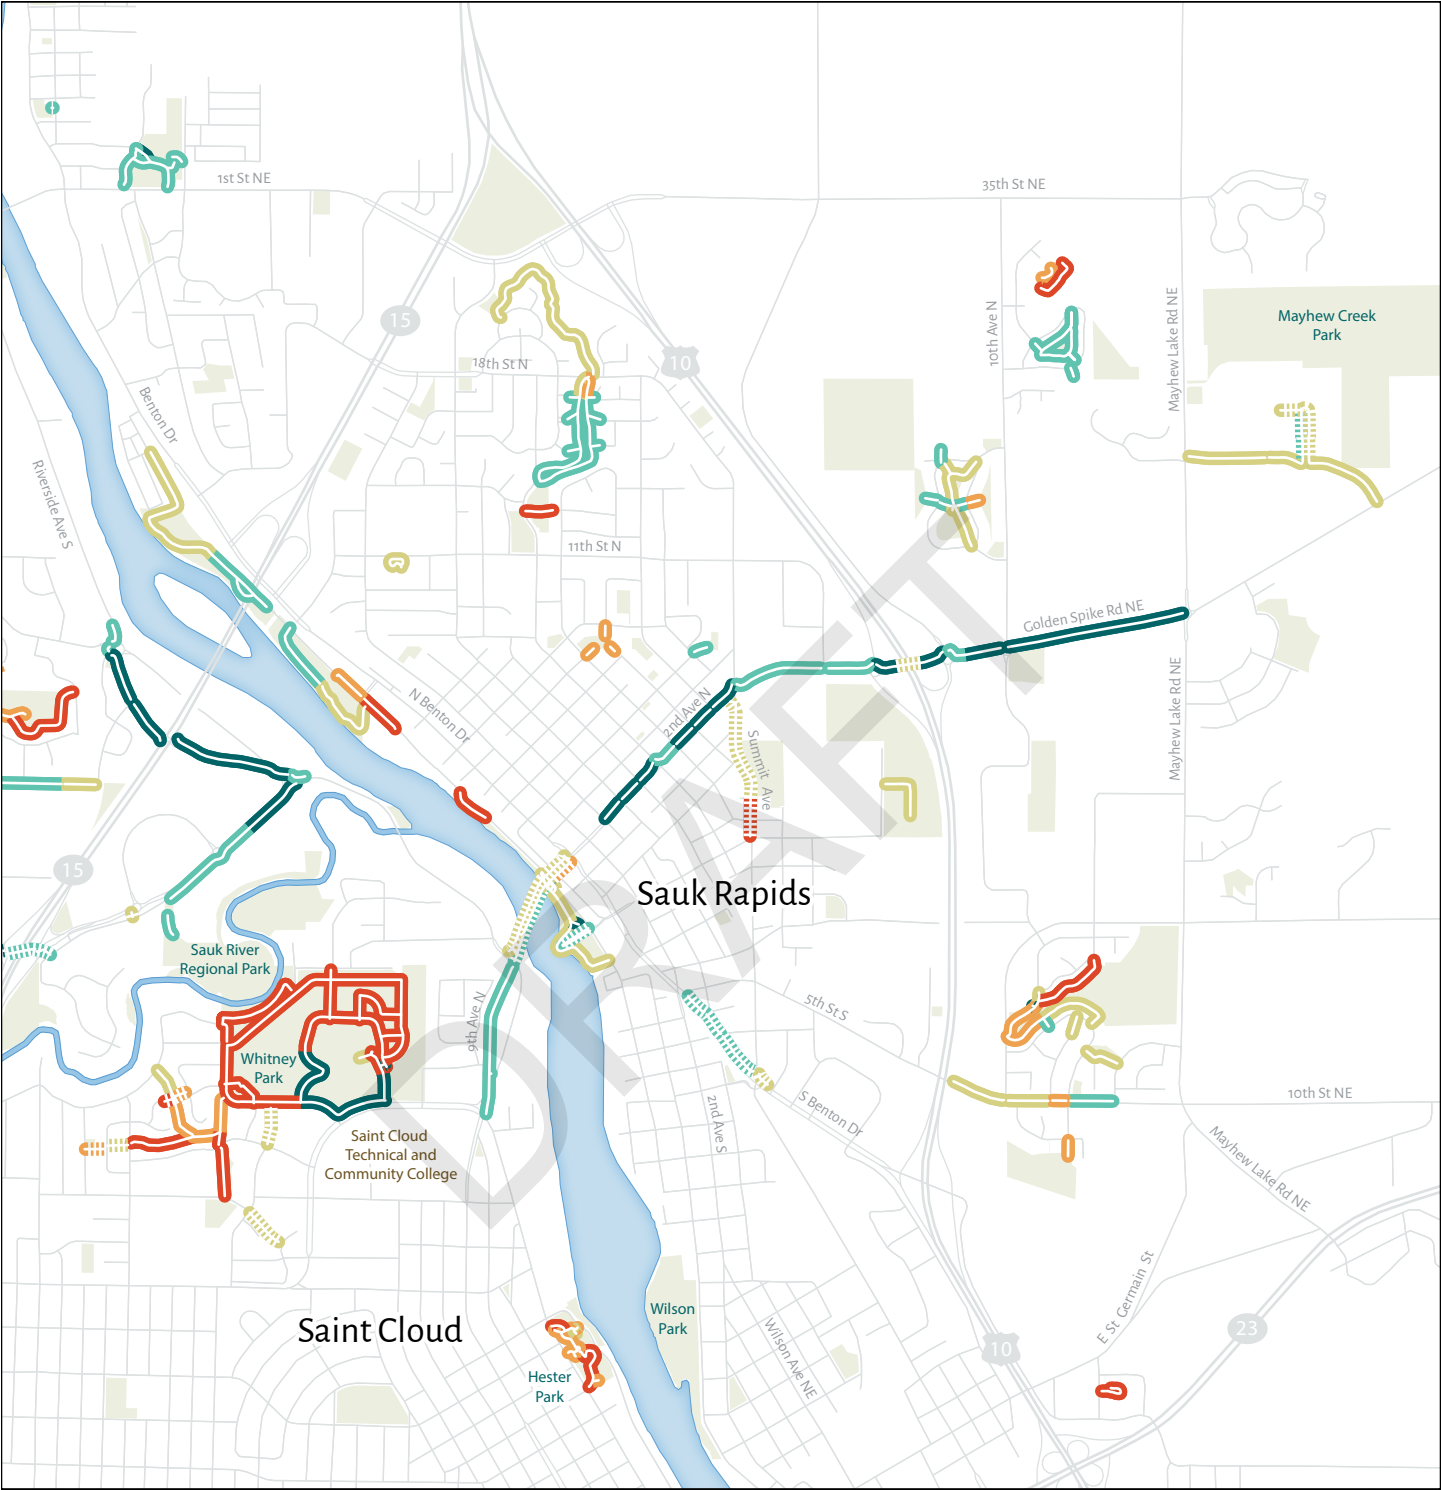 1st St NE
35th St NE
15
10
10th Ave N
Mayhew Lake Rd NE
Mayhew Creek
Park
18th St N
Benton Dr
Riverside Ave S
11th St N
Golden Spike Rd NE
N Benton Dr
2nd Ave N
Summit Ave
Mayhew Lake Rd NE
15
Sauk Rapids
Sauk River
Regional Park
9th Ave N
5th St S
Whitney
Park
DRAFT
2nd Ave S
S Benton Dr
10th St NE
Saint Cloud
Technical and
Community College
Mayhew Lake Rd NE
Wilson
Park
Saint Cloud
E St Germain St
23
10
Wilson Ave NE
Hester
Park